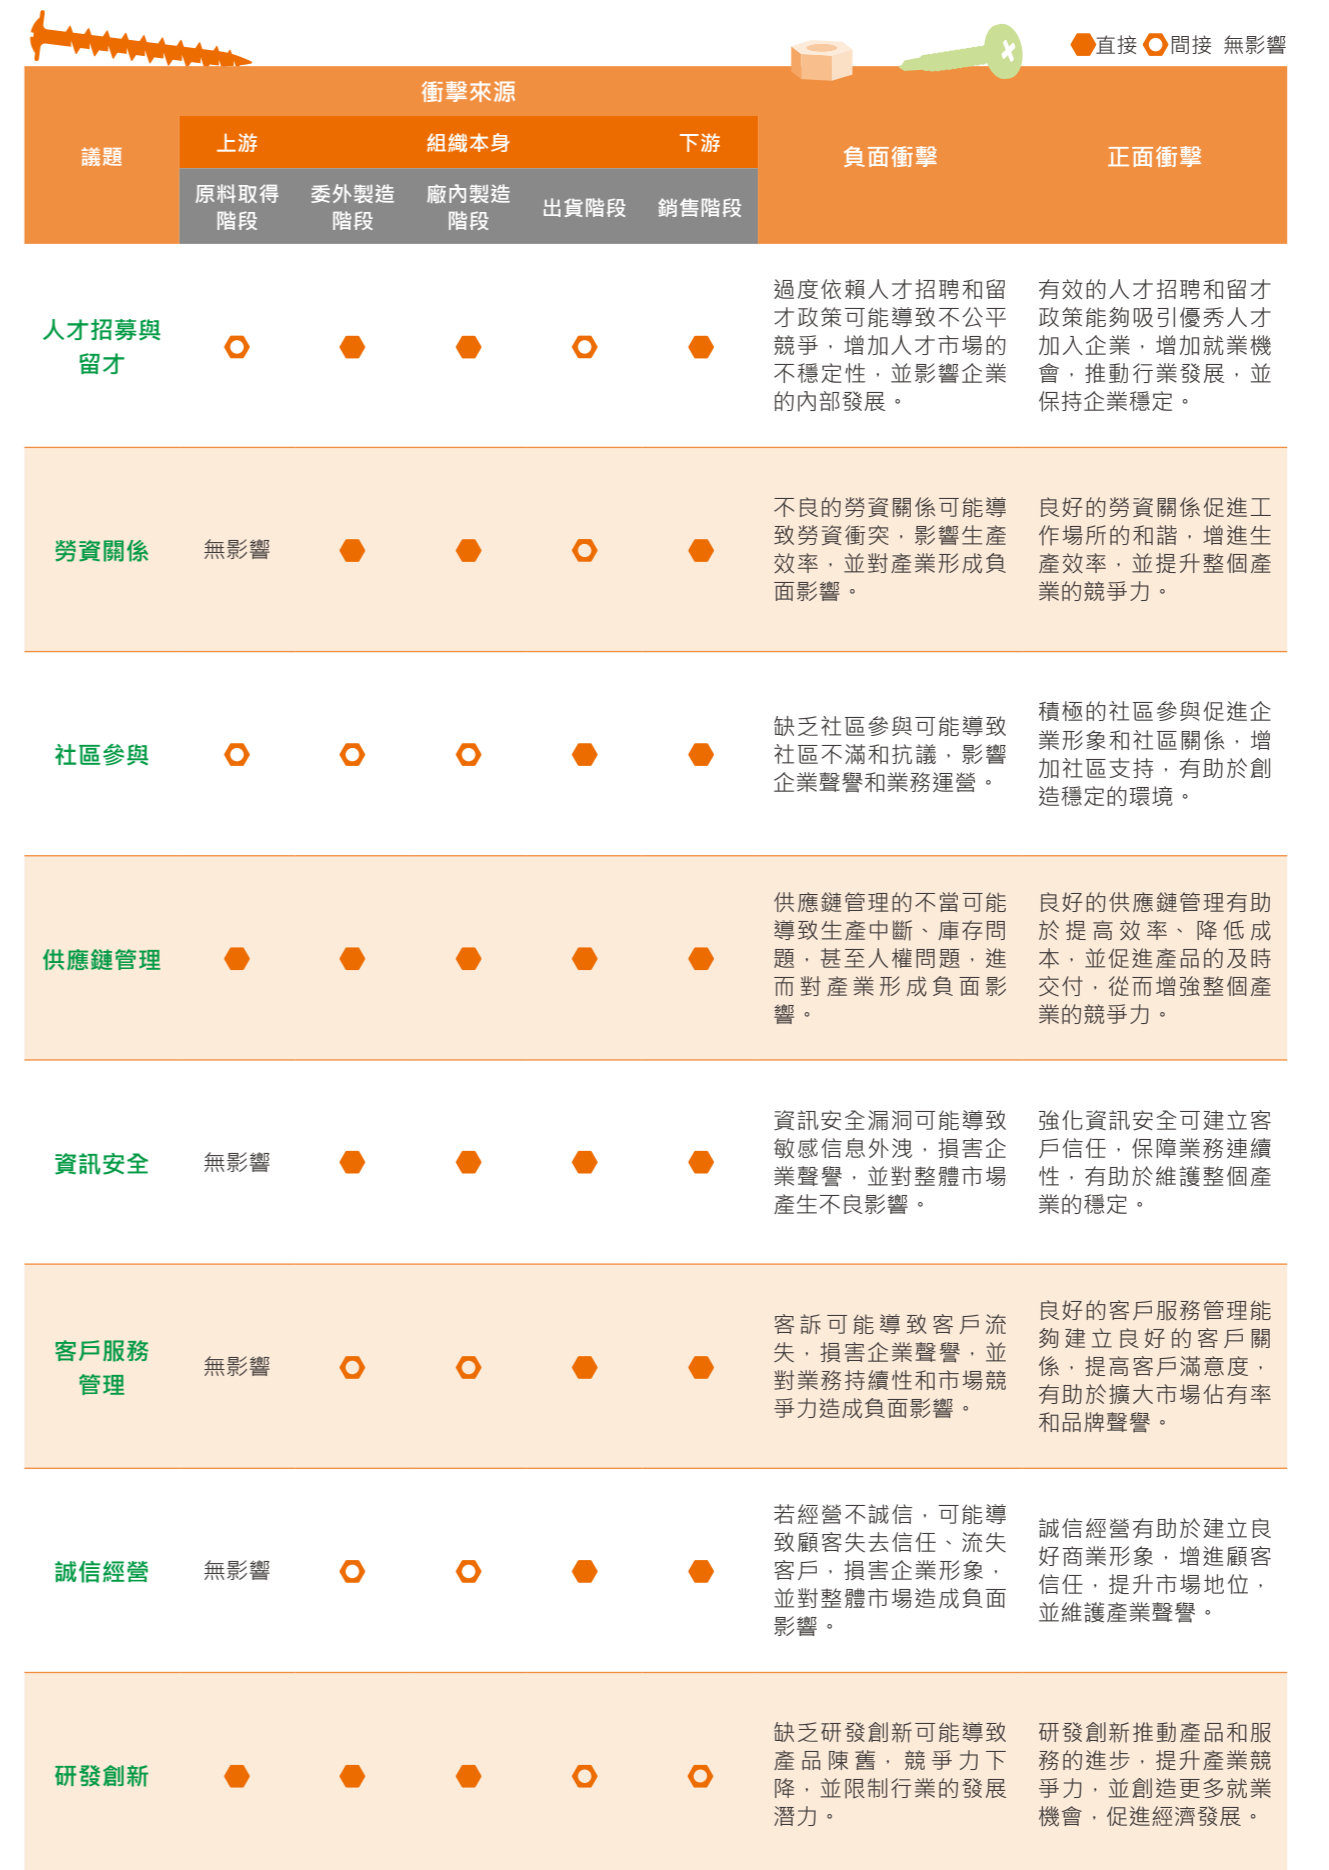 直接 間接 無影響
衝擊來源
議題
上游
組織本身
下游
負面衝擊
正面衝擊
原料取得
階段
委外製造
階段
廠內製造
階段
出貨階段
銷售階段
人才招募與
留才
過度依賴人才招聘和留
才政策可能導致不公平
競爭，增加人才市場的
不穩定性，並影響企業
的內部發展。
有效的人才招聘和留才
政策能夠吸引優秀人才
加入企業，增加就業機
會，推動行業發展，並
保持企業穩定。
勞資關係
無影響
不良的勞資關係可能導
致勞資衝突，影響生產
效率，並對產業形成負
面影響。
良好的勞資關係促進工
作場所的和諧，增進生
產效率，並提升整個產
業的競爭力。
社區參與
缺乏社區參與可能導致
社區不滿和抗議，影響
企業聲譽和業務運營。
積極的社區參與促進企
業形象和社區關係，增
加社區支持，有助於創
造穩定的環境。
供應鏈管理
供應鏈管理的不當可能
導致生產中斷、庫存問
題，甚至人權問題，進
而對產業形成負面影
響。
良好的供應鏈管理有助
於提高效率、降低成
本，並促進產品的及時
交付，從而增強整個產
業的競爭力。
資訊安全
無影響
資訊安全漏洞可能導致
敏感信息外洩，損害企
業聲譽，並對整體市場
產生不良影響。
強化資訊安全可建立客
戶信任，保障業務連續
性，有助於維護整個產
業的穩定。
客戶服務
管理
無影響
客訴可能導致客戶流
失，損害企業聲譽，並
對業務持續性和市場競
爭力造成負面影響。
良好的客戶服務管理能
夠建立良好的客戶關
係，提高客戶滿意度，
有助於擴大市場佔有率
和品牌聲譽。
誠信經營
無影響
若經營不誠信，可能導
致顧客失去信任、流失
客戶，損害企業形象，
並對整體市場造成負面
影響。
誠信經營有助於建立良
好商業形象，增進顧客
信任，提升市場地位，
並維護產業聲譽。
研發創新
缺乏研發創新可能導致
產品陳舊，競爭力下
降，並限制行業的發展
潛力。
研發創新推動產品和服
務的進步，提升產業競
爭力，並創造更多就業
機會，促進經濟發展。